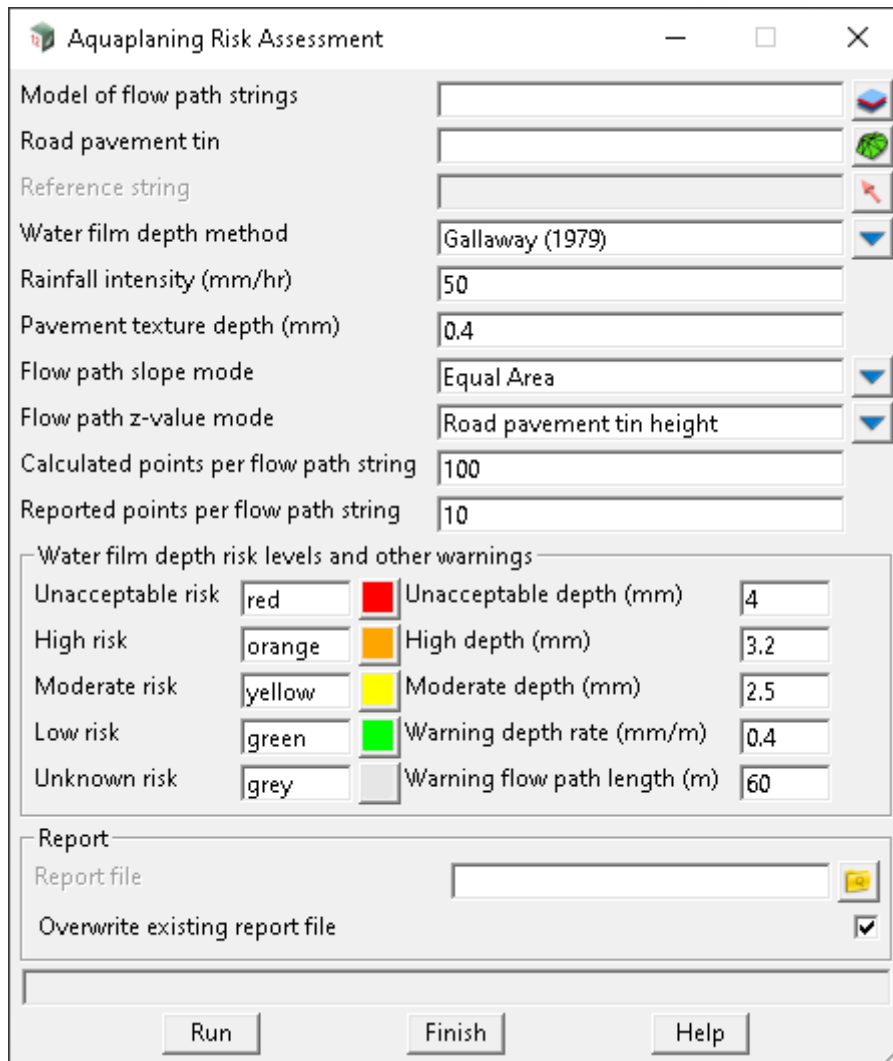 Aquaplaning Risk Assessment
Model of flow path strings
Road pavement tin
Reference string
Water film depth method Gallaway (1979)
Rainfall intensity (mm/hr) 50
Pavement texture depth (mm) 0.4
Flow path slope mode Equal Area
Flow path z-value mode Road pavement tin height
Calculated points per flow path string 100
Reported points per flow path string 10
Water film depth risk levels and other warnings
Unacceptable risk red Unacceptable depth (mm) 4
High risk orange High depth (mm) 3.2
Moderate risk yellow Moderate depth (mm) 2.5
Low risk green Warning depth rate (mm/m) 0.4
Unknown risk grey Warning flow path length (m) 60
Report
Report file
Overwrite existing report file
Run Finish Help